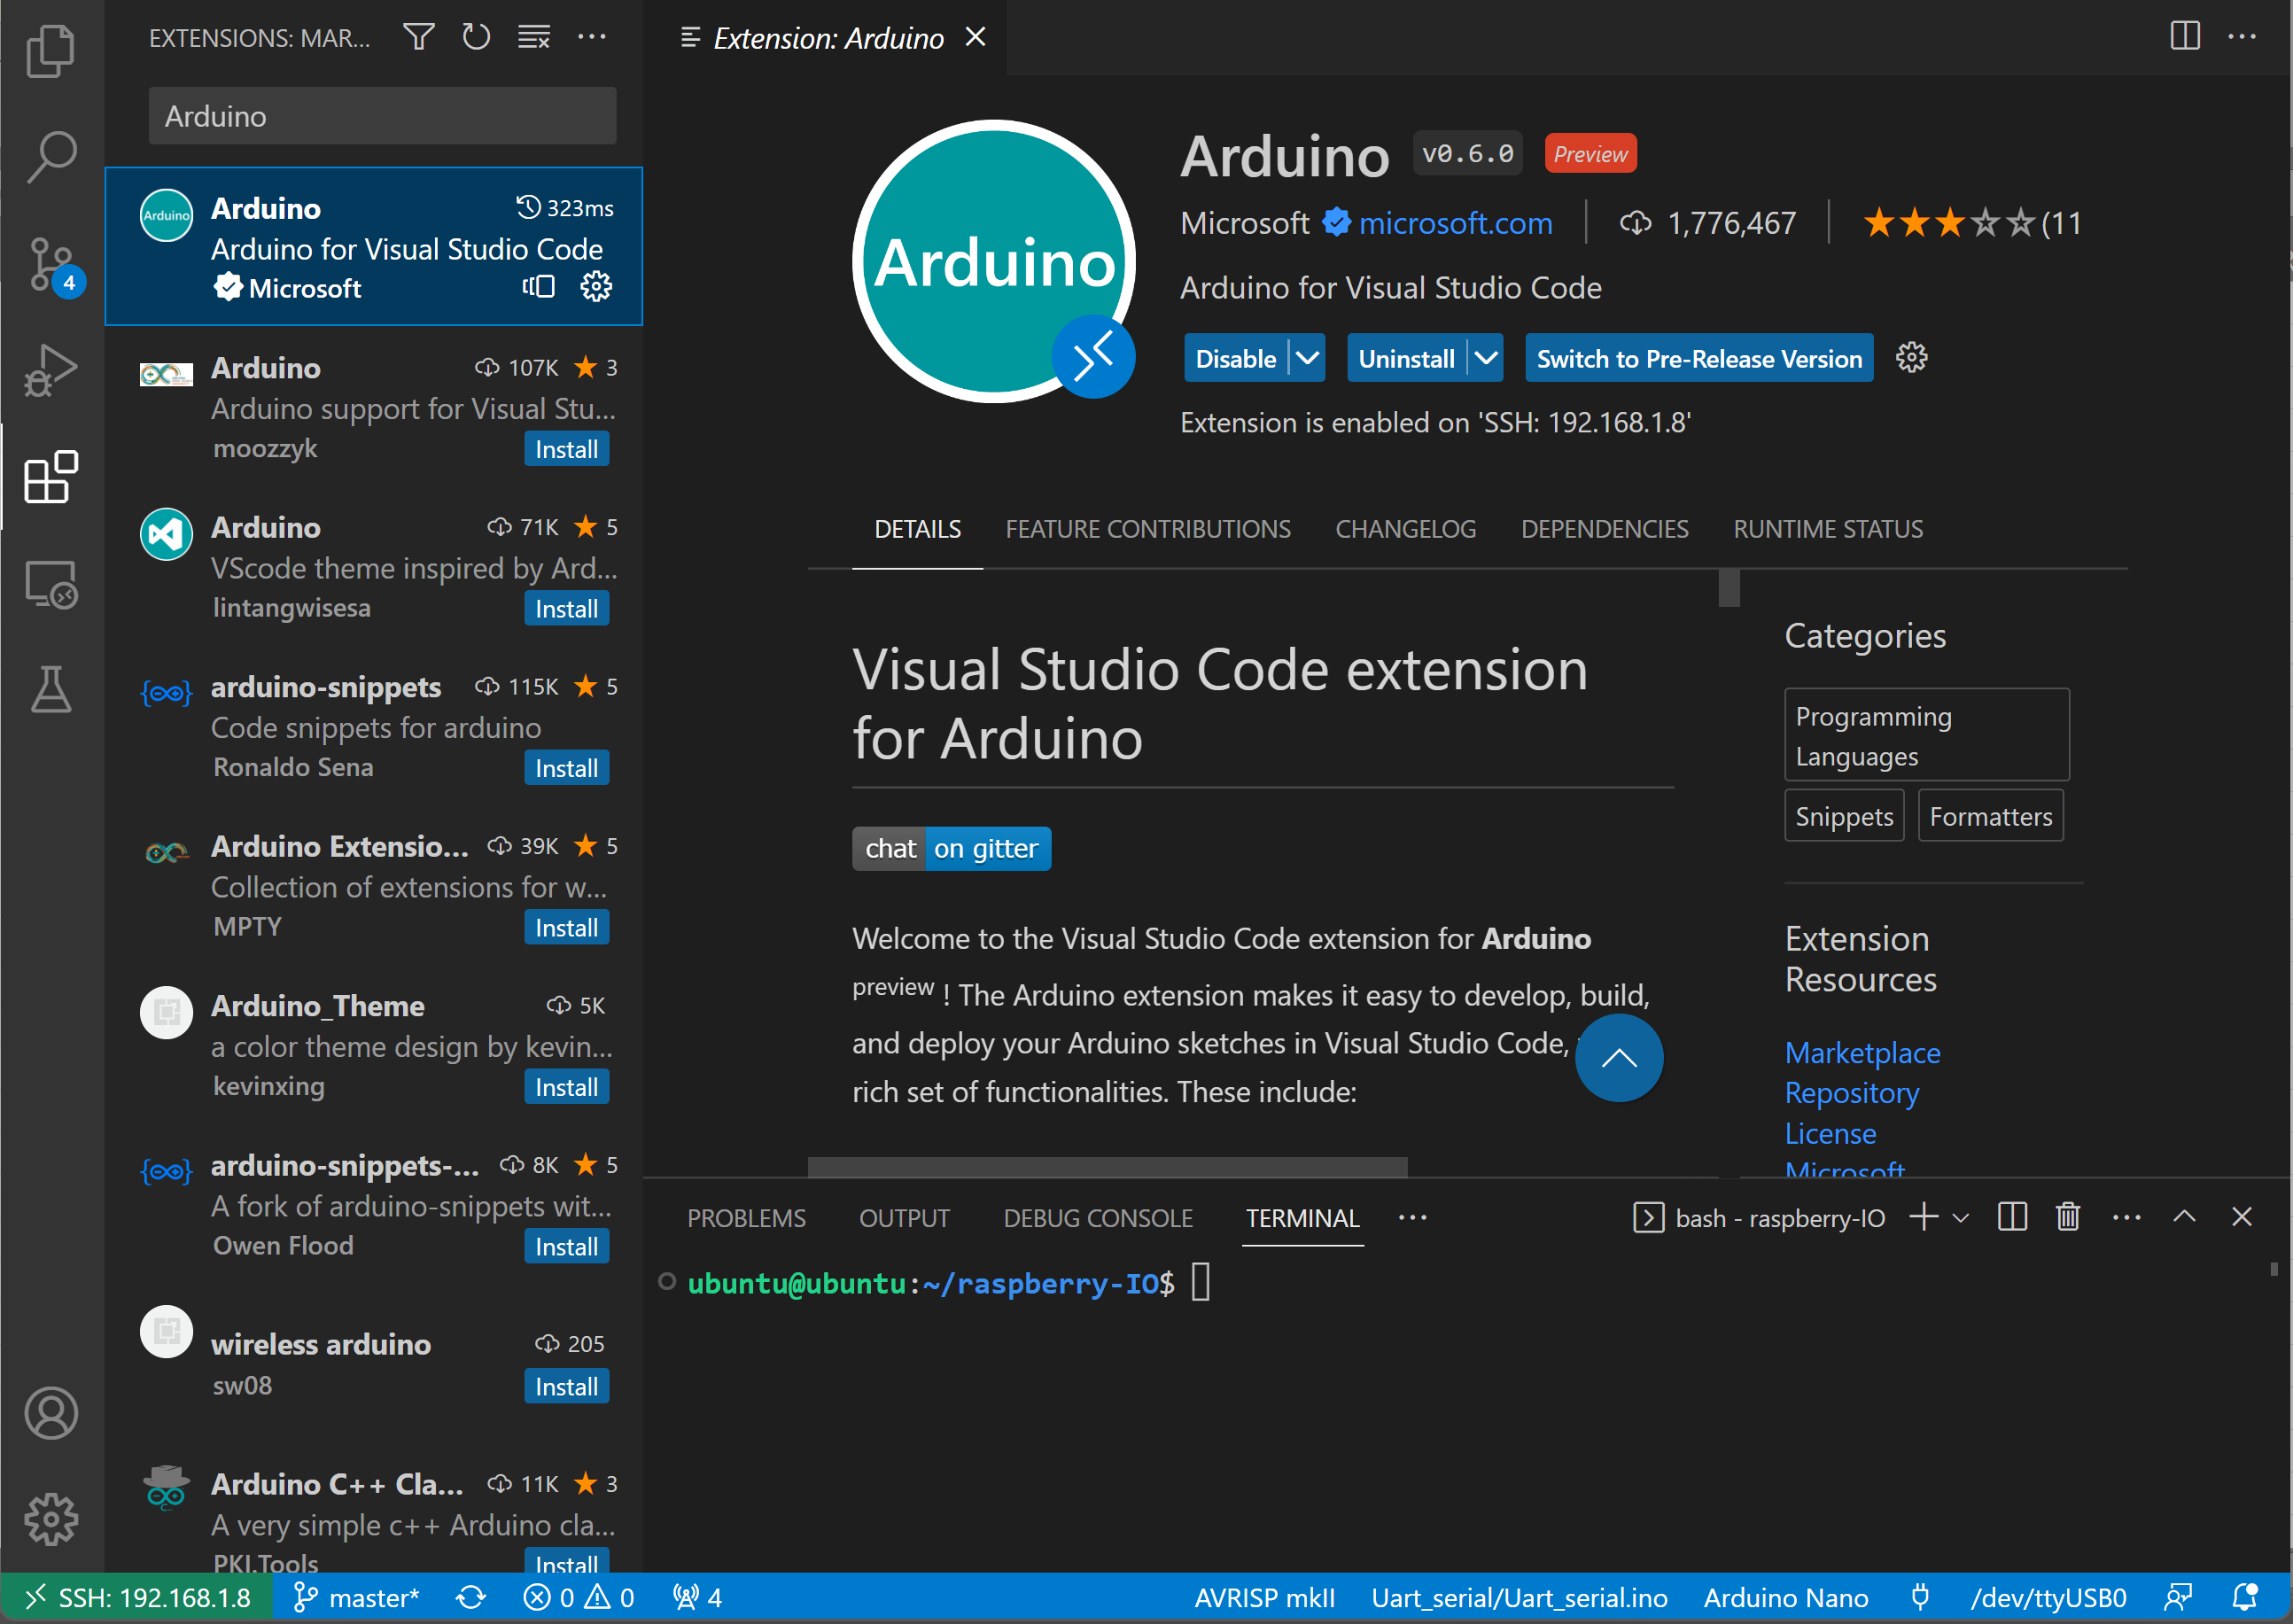 EXTENSIONS: MAR...
Arduino
Arduino
Arduino 323ms
Arduino for Visual Studio Code
Microsoft
Arduino 107K 3
Arduino support for Visual Stu...
moozzyk Install
Arduino 71K 5
VScode theme inspired by Ard...
lintangwisesa Install
arduino-snippets 115K 5
Code snippets for arduino
Ronaldo Sena Install
Arduino Extensio... 39K 5
Collection of extensions for w...
MPTY Install
Arduino_Theme 5K
a color theme design by kevin...
kevinxing Install
arduino-snippets-... 8K 5
A fork of arduino-snippets wit...
Owen Flood Install
wireless arduino 205
sw08 Install
Arduino C++ Cla... 11K 3
A very simple c++ Arduino cla...
PKI.Tools Install
4
Extension: Arduino
Arduino
Arduino v0.6.0 Preview
Microsoft microsoft.com 1,776,467 (11
Arduino for Visual Studio Code
Disable Uninstall Switch to Pre-Release Version
Extension is enabled on 'SSH: 192.168.1.8'
DETAILS FEATURE CONTRIBUTIONS CHANGELOG DEPENDENCIES RUNTIME STATUS
Visual Studio Code extension
for Arduino
chat on gitter
Welcome to the Visual Studio Code extension for Arduino
preview ! The Arduino extension makes it easy to develop, build,
and deploy your Arduino sketches in Visual Studio Code,
rich set of functionalities. These include:
Categories
Programming
Languages
Snippets Formatters
Extension
Resources
Marketplace
Repository
License
Microsoft
PROBLEMS OUTPUT DEBUG CONSOLE TERMINAL bash - raspberry-IO
ubuntu@ubuntu:~/raspberry-IO$
SSH: 192.168.1.8 master* 0 0 4 AVRISP mkII Uart_serial/Uart_serial.ino Arduino Nano /dev/ttyUSB0